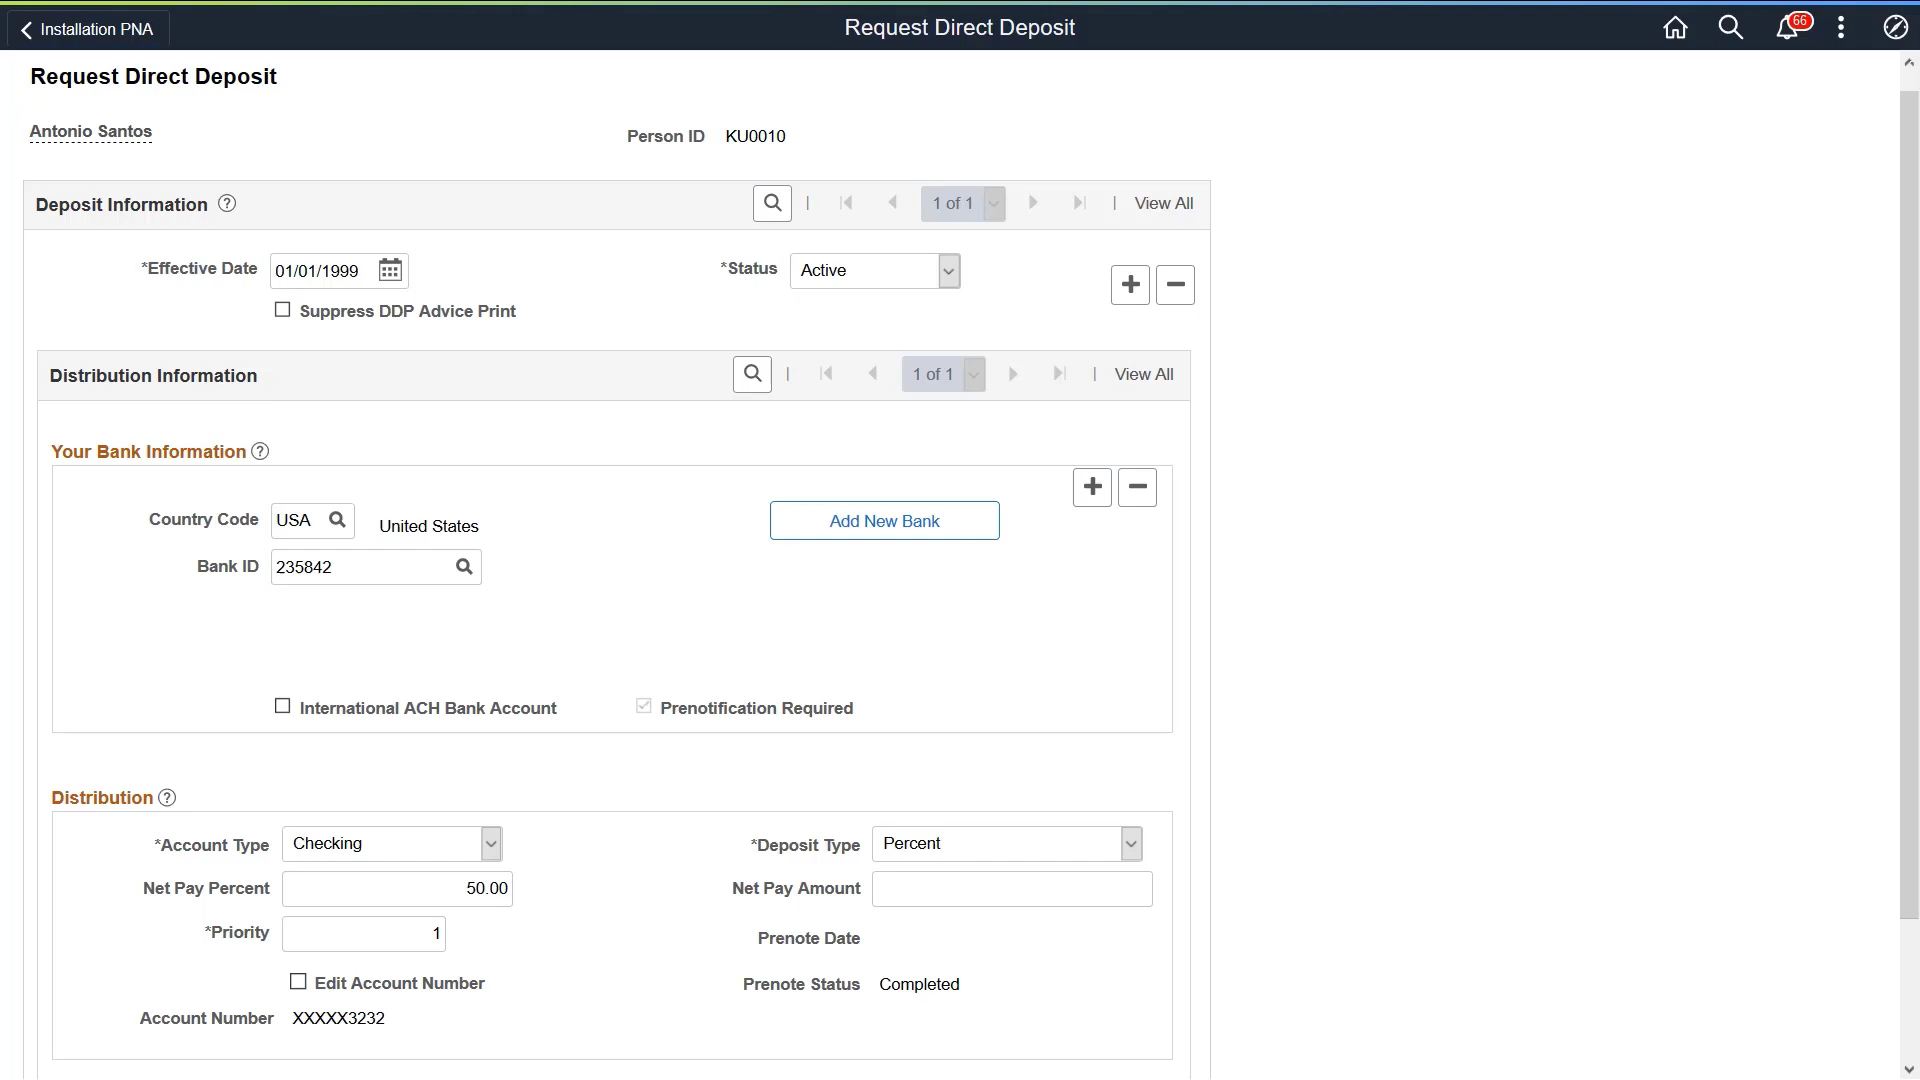 Installation PNA
Request Direct Deposit
66
Request Direct Deposit
Antonio Santos
Person ID KU0010
Deposit Information ? | 1 of 1 | View All
*Effective Date 01/01/1999 *Status Active
Suppress DDP Advice Print
Distribution Information | 1 of 1 | View All
Your Bank Information ?
Country Code USA United States Add New Bank
Bank ID 235842
International ACH Bank Account Prenotification Required
Distribution ?
*Account Type Checking *Deposit Type Percent
Net Pay Percent 50.00 Net Pay Amount
*Priority 1 Prenote Date
Edit Account Number Prenote Status Completed
Account Number XXXXX3232